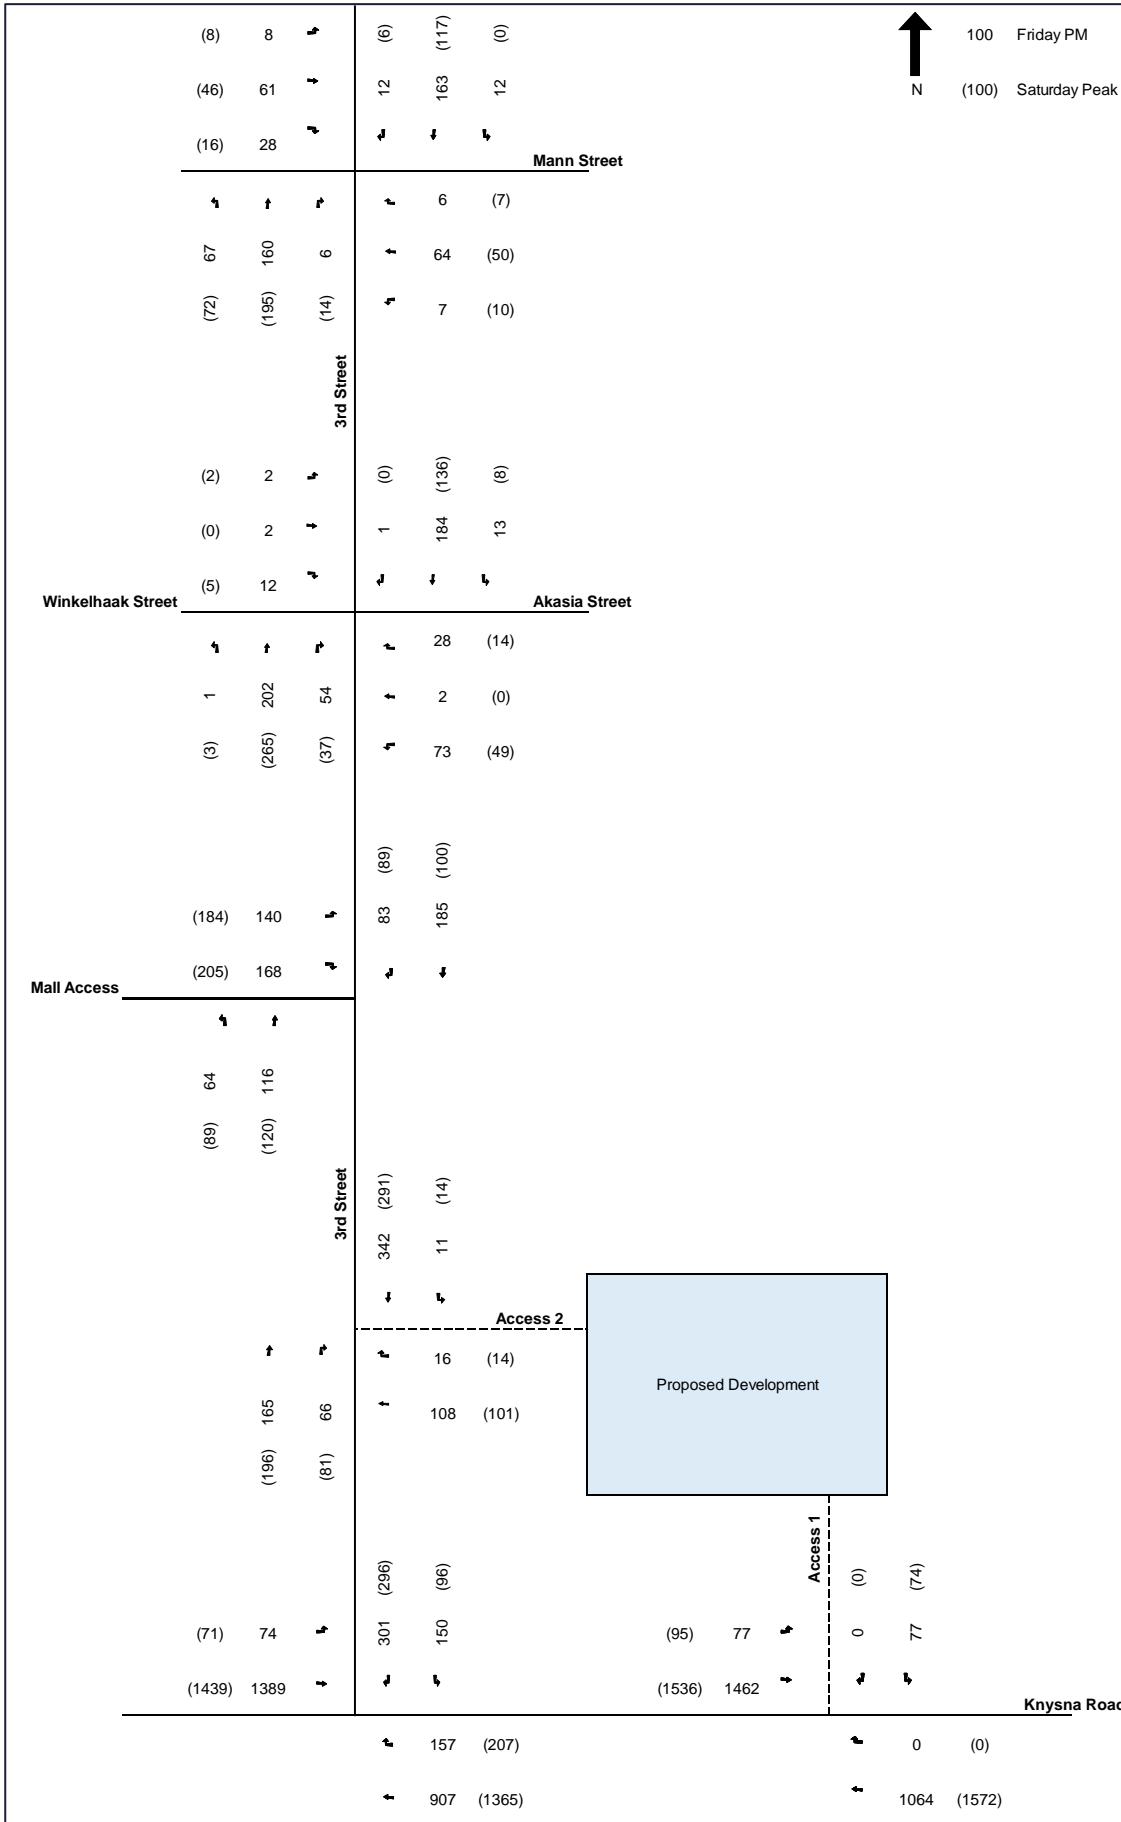 (8) 8 (6) (117) (0) 100 Friday PM
(46) 61 12 163 12 N (100) Saturday Peak
(16) 28
Mann Street
6 (7)
67 160 6 64 (50)
(72) (195) (14) 7 (10)
3rd Street
(2) 2 (0) (136) (8)
(0) 2 1 184 13
(5) 12
Winkelhaak Street Akasia Street
28 (14)
1 202 54 2 (0)
(3) (265) (37) 73 (49)
(89) (100)
(184) 140 83 185
(205) 168
Mall Access
64 116
(89) (120)
3rd Street
(291) (14)
342 11
Access 2
16 (14)
Proposed Development
165 66 108 (101)
(196) (81)
Access 1
(296) (96) (0) (74)
(71) 74 301 150 (95) 77 0 77
(1439) 1389 (1536) 1462
Knysna Road
157 (207) 0 (0)
907 (1365) 1064 (1572)